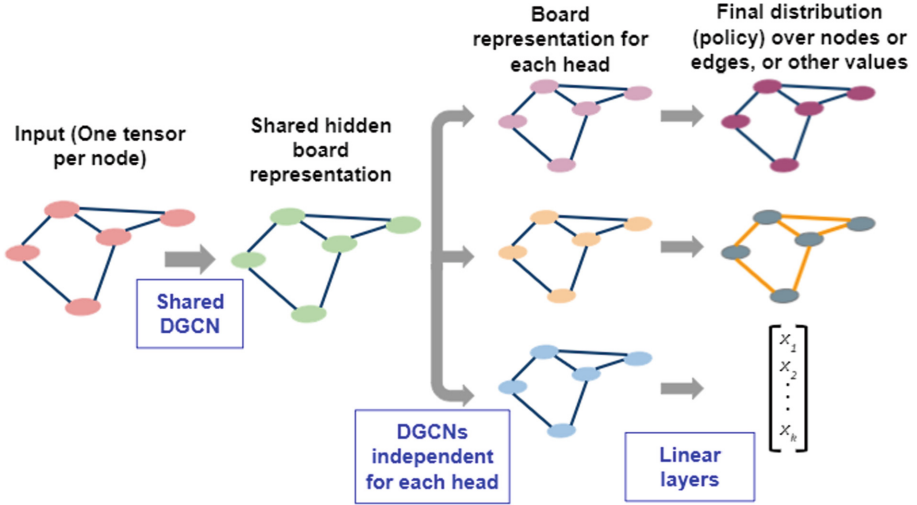 Input (One tensor
per node)
Shared
DGCN
Shared hidden
board
representation
DGCNs
independent
for each head
Board
representation for
each head
Linear
layers
Final distribution
(policy) over nodes or
edges, or other values
x1
x2
.
.
.
xk